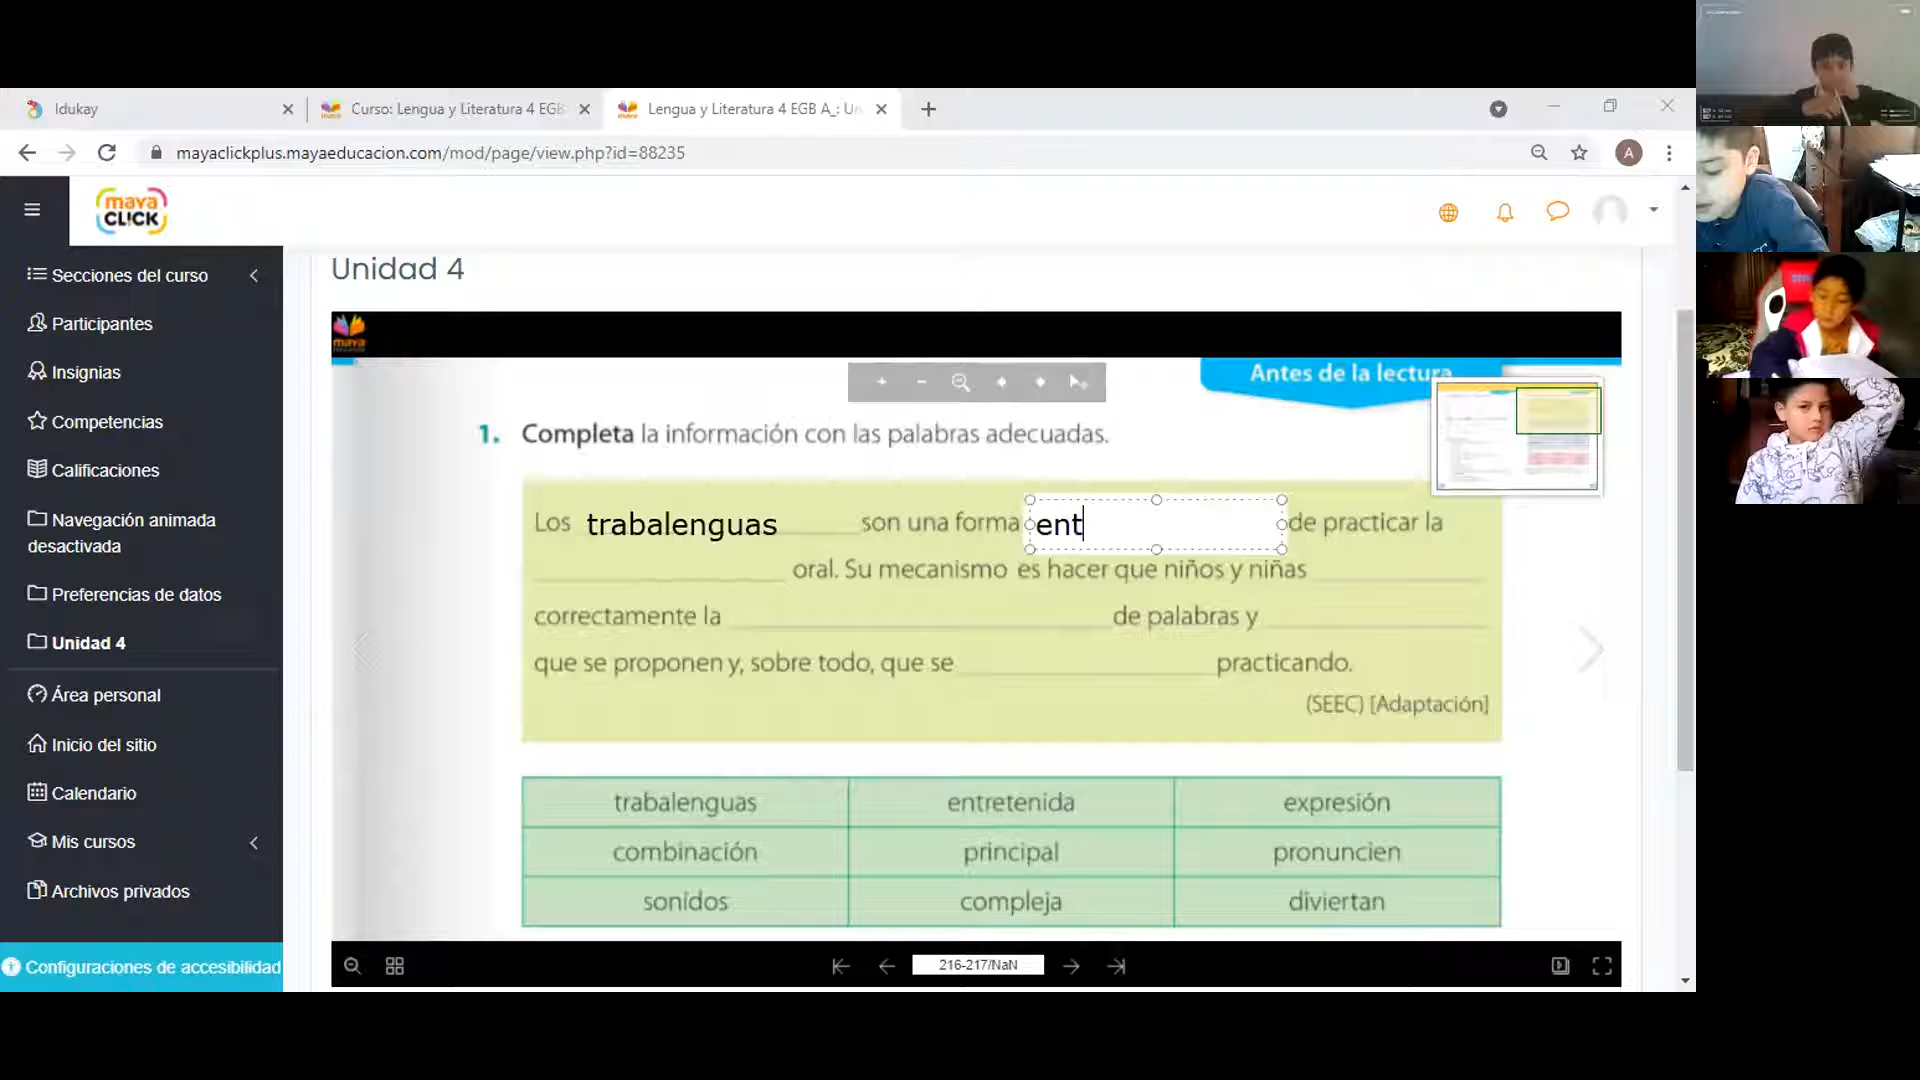 Idukay
Curso: Lengua y Literatura 4 EGB
Lengua y Literatura 4 EGB A_: Un
mayaclickplus.mayaeducacion.com/mod/page/view.php?id=88235
A
maya
CLICK
Secciones del curso
Participantes
Insignias
Competencias
Calificaciones
Navegación animada
desactivada
Preferencias de datos
Unidad 4
Área personal
Inicio del sitio
Calendario
Mis cursos
Archivos privados
Configuraciones de accesibilidad
Unidad 4
maya
Antes de la lectura
1. Completa la información con las palabras adecuadas.
Los trabalenguas son una forma ent de practicar la
oral. Su mecanismo es hacer que niños y niñas
correctamente la de palabras y
que se proponen y, sobre todo, que se practicando.
(SEEC) [Adaptación]
trabalenguas entretenida expresión
combinación principal pronuncien
sonidos compleja diviertan
216-217/NaN